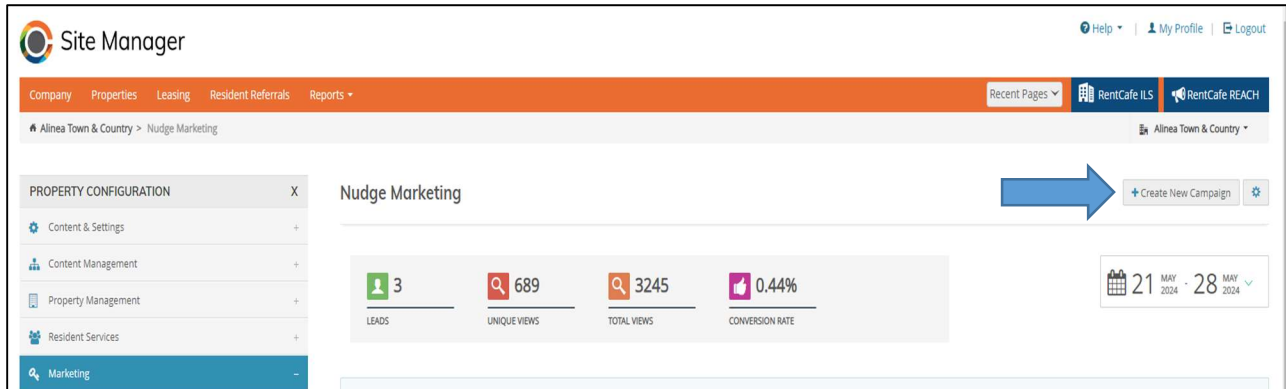 Site Manager
Help | My Profile | Logout
Company Properties Leasing Resident Referrals Reports Recent Pages RentCafe ILS RentCafe REACH
Alinea Town & Country > Nudge Marketing Alinea Town & Country
PROPERTY CONFIGURATION X
Content & Settings +
Content Management +
Property Management +
Resident Services +
Marketing -
Nudge Marketing
+ Create New Campaign
3
LEADS
689
UNIQUE VIEWS
3245
TOTAL VIEWS
0.44%
CONVERSION RATE
21 MAY 2024 - 28 MAY 2024